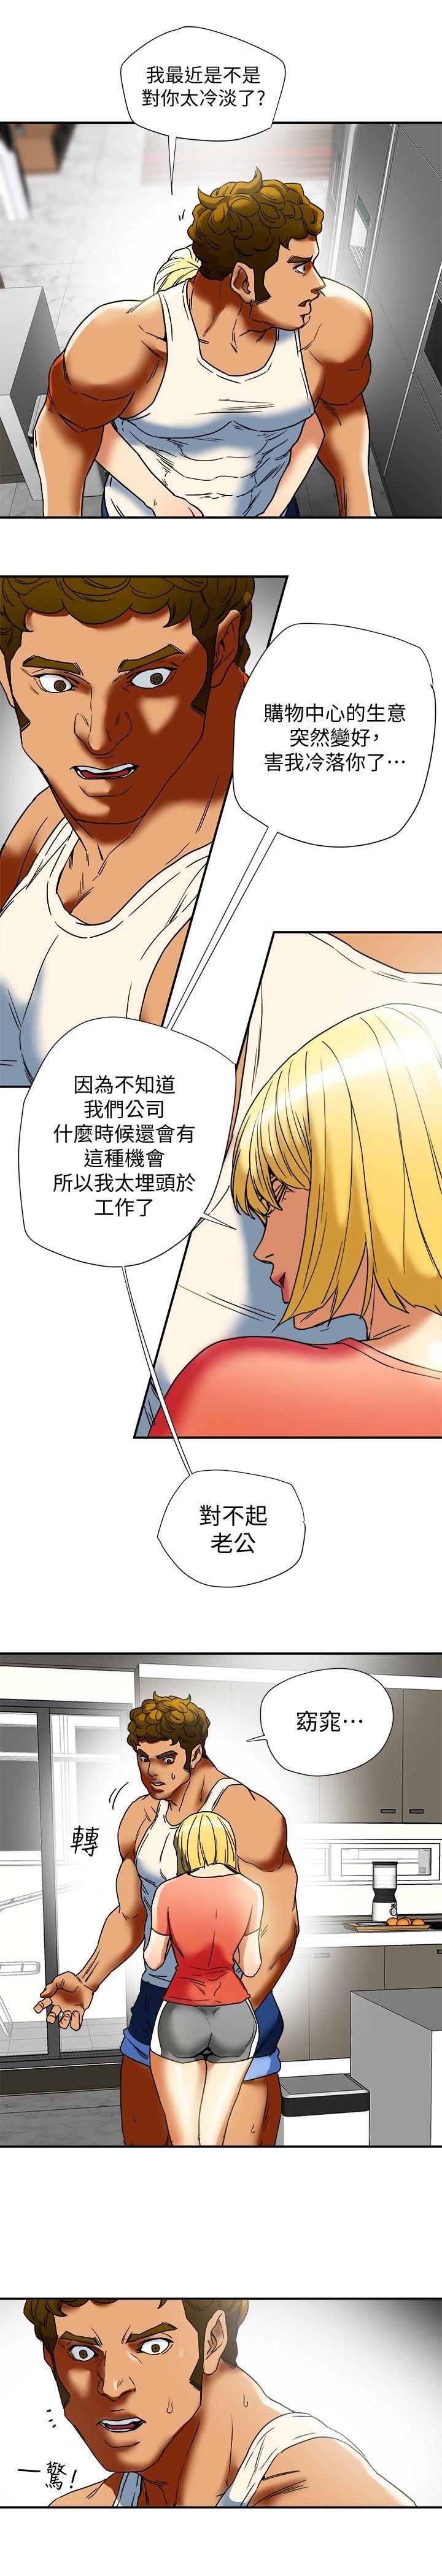 我最近是不是
對你太冷淡了?
購物中心的生意
突然變好，
害我冷落你了⋯
因為不知道
我們公司
什麼時候還會有
這種機會
所以我太埋頭於
工作了
對不起
老公
窈窕⋯
轉
一驚!